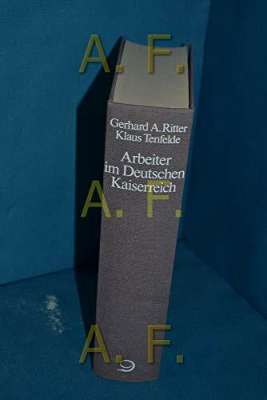 A. F.
Gerhard A. Ritter
Klaus Tenfelde
Arbeiter
im Deutschen
Kaiserreich
A. F.
A. F.
A. F.